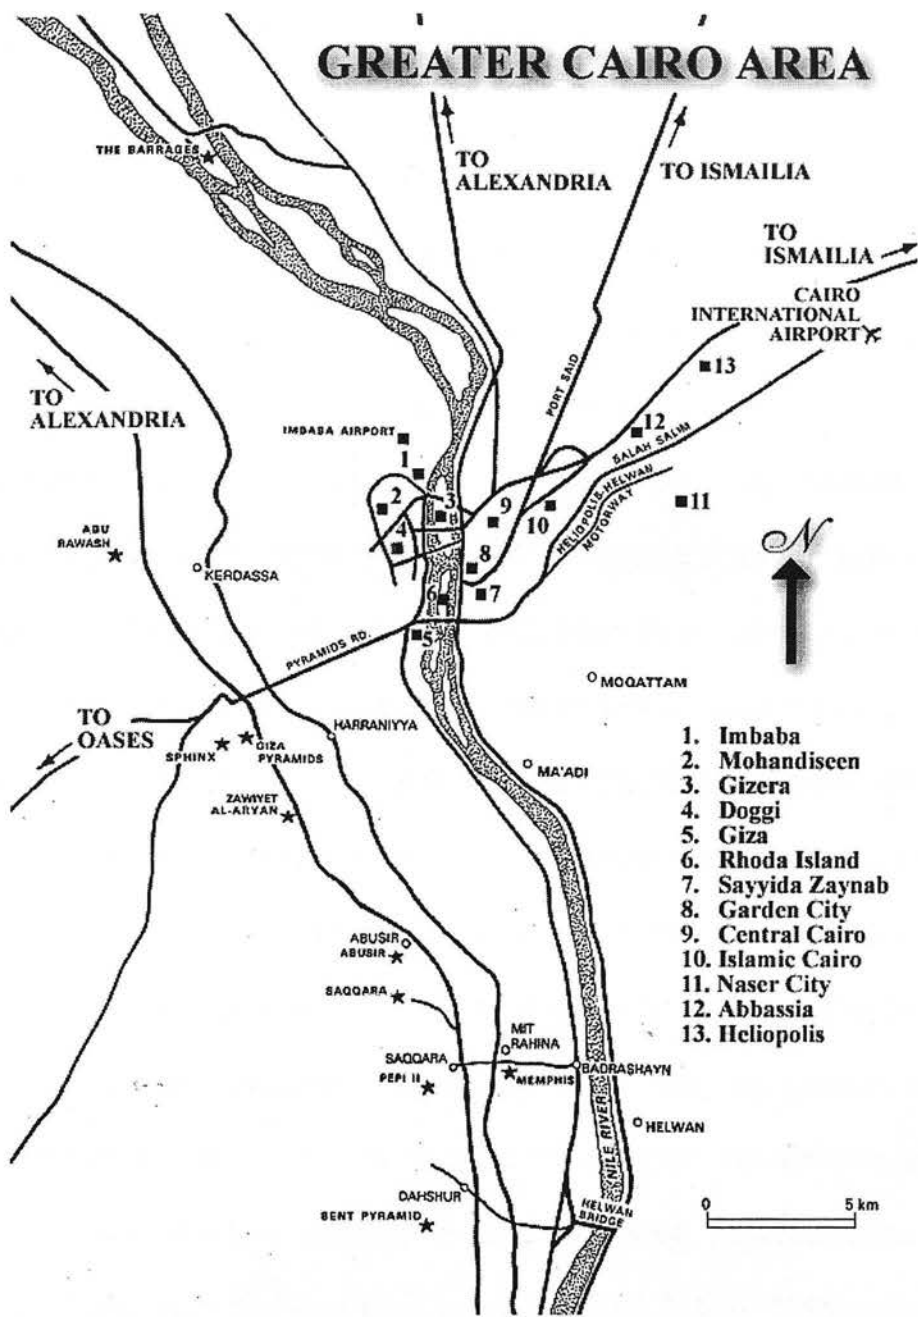 GREATER CAIRO AREA
THE BARRAGES
TO
ALEXANDRIA
TO ISMAILIA
TO
ISMAILIA
CAIRO
INTERNATIONAL
AIRPORT
13
PORT SAID
TO
ALEXANDRIA
IMBABA AIRPORT
12
SALAH SALIM
1
HELIOPOLIS-HELWAN
MOTORWAY
2
3
9
10
11
4
8
ABU
RAWASH
KERDASSA
6
7
N
5
PYRAMIDS RD.
MOQATTAM
TO
OASES
HARRANIYYA
SPHINX
GIZA
PYRAMIDS
MA'ADI
ZAWIYET
AL-ARYAN
1. Imbaba
2. Mohandiseen
3. Gizera
4. Doggi
5. Giza
6. Rhoda Island
7. Sayyida Zaynab
8. Garden City
9. Central Cairo
10. Islamic Cairo
11. Naser City
12. Abbassia
13. Heliopolis
ABUSIR
ABUSIR
SAQQARA
MIT
RAHINA
SAQQARA
PEPI II
MEMPHIS
BADRASHAYN
NILE RIVER
HELWAN
DAHSHUR
BENT PYRAMID
HELWAN
BRIDGE
0 5 km